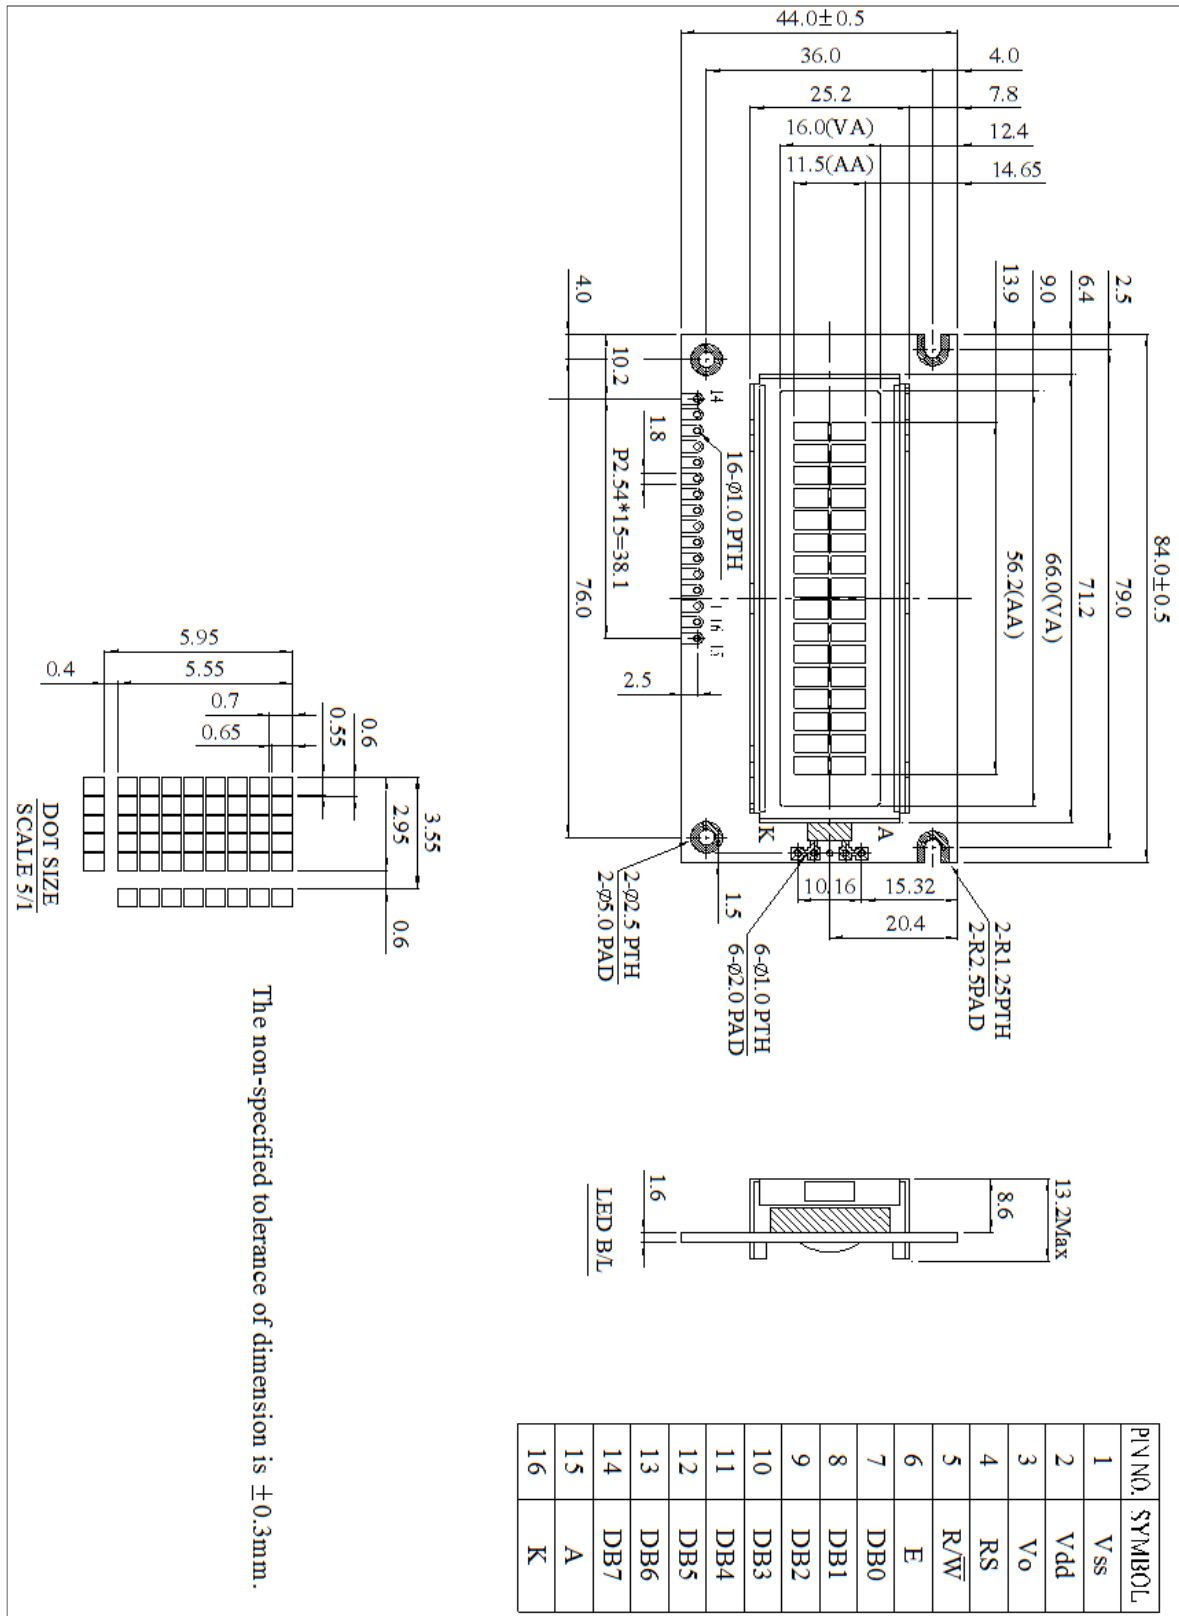 44.0±0.5
36.0
4.0
25.2
7.8
16.0(VA)
12.4
11.5(AA)
14.65
4.0
13.9
9.0
6.4
2.5
10.2
14
1.8
P2.54*15=38.1
16-Ø1.0 PTH
76.0
1 16
15
2.5
56.2(AA)
66.0(VA)
71.2
79.0
84.0±0.5
K
A
10.16
15.32
1.5
20.4
2-Ø2.5 PTH
2-Ø5.0 PAD
6-Ø1.0 PTH
6-Ø2.0 PAD
2-R1.25PTH
2-R2.5PAD
5.95
0.4
5.55
0.7
0.65
0.55
0.6
2.95
3.55
0.6
DOT SIZE
SCALE 5/1
The non-specified tolerance of dimension is ±0.3mm.
1.6
LED B/L
8.6
13.2Max
PIN NO. SYMBOL
1 Vss
2 Vdd
3 Vo
4 RS
5 R/W̅
6 E
7 DB0
8 DB1
9 DB2
10 DB3
11 DB4
12 DB5
13 DB6
14 DB7
15 A
16 K